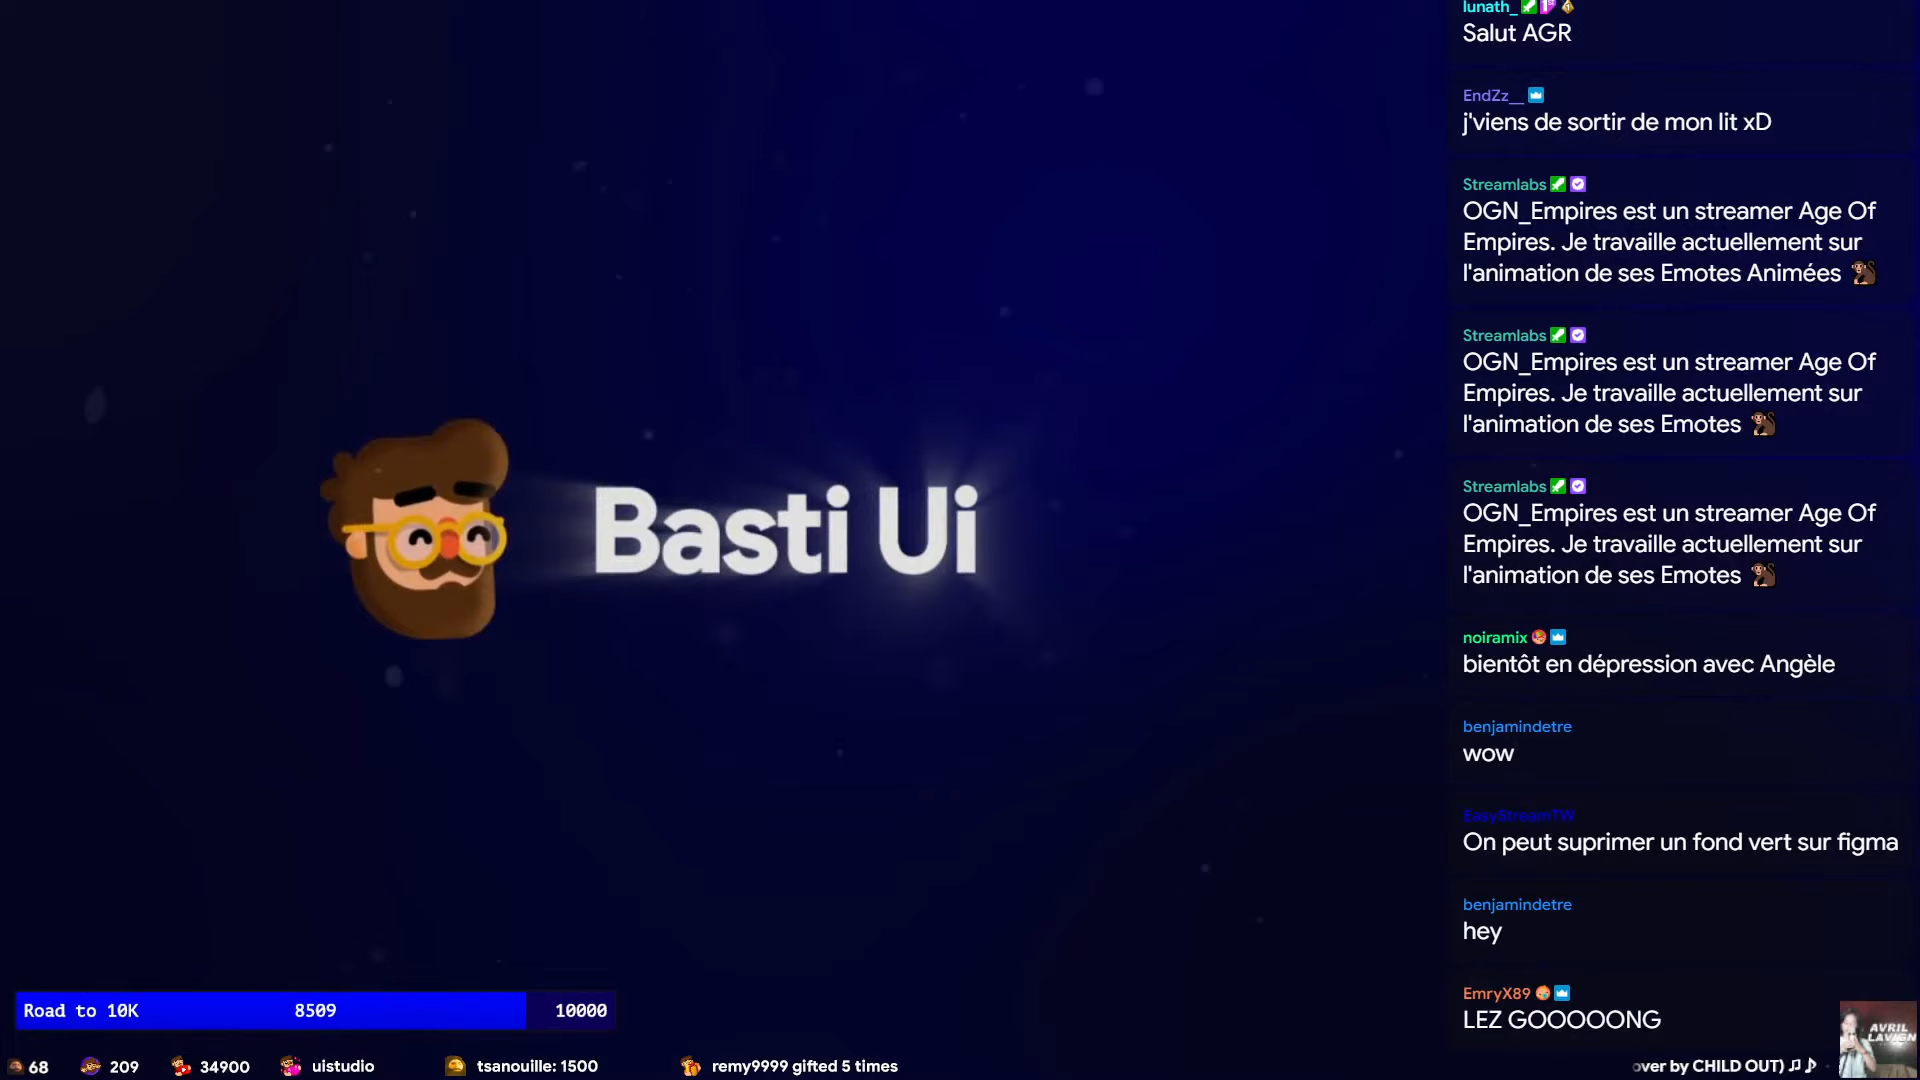 lunath_
Salut AGR
EndZz__
j'viens de sortir de mon lit xD
Streamlabs
OGN_Empires est un streamer Age Of
Empires. Je travaille actuellement sur
l'animation de ses Emotes Animées
Streamlabs
OGN_Empires est un streamer Age Of
Empires. Je travaille actuellement sur
l'animation de ses Emotes
Streamlabs
OGN_Empires est un streamer Age Of
Empires. Je travaille actuellement sur
l'animation de ses Emotes
noiramix
bientôt en dépression avec Angèle
benjamindetre
wow
EasyStreamTW
On peut suprimer un fond vert sur figma
benjamindetre
hey
EmryX89
LEZ GOOOOONG
Basti Ui
Road to 10K 8509 10000
68 209 34900 uistudio tsanouille: 1500 remy9999 gifted 5 times
over by CHILD OUT) ♫ ♪
AVRIL
LAVIGN